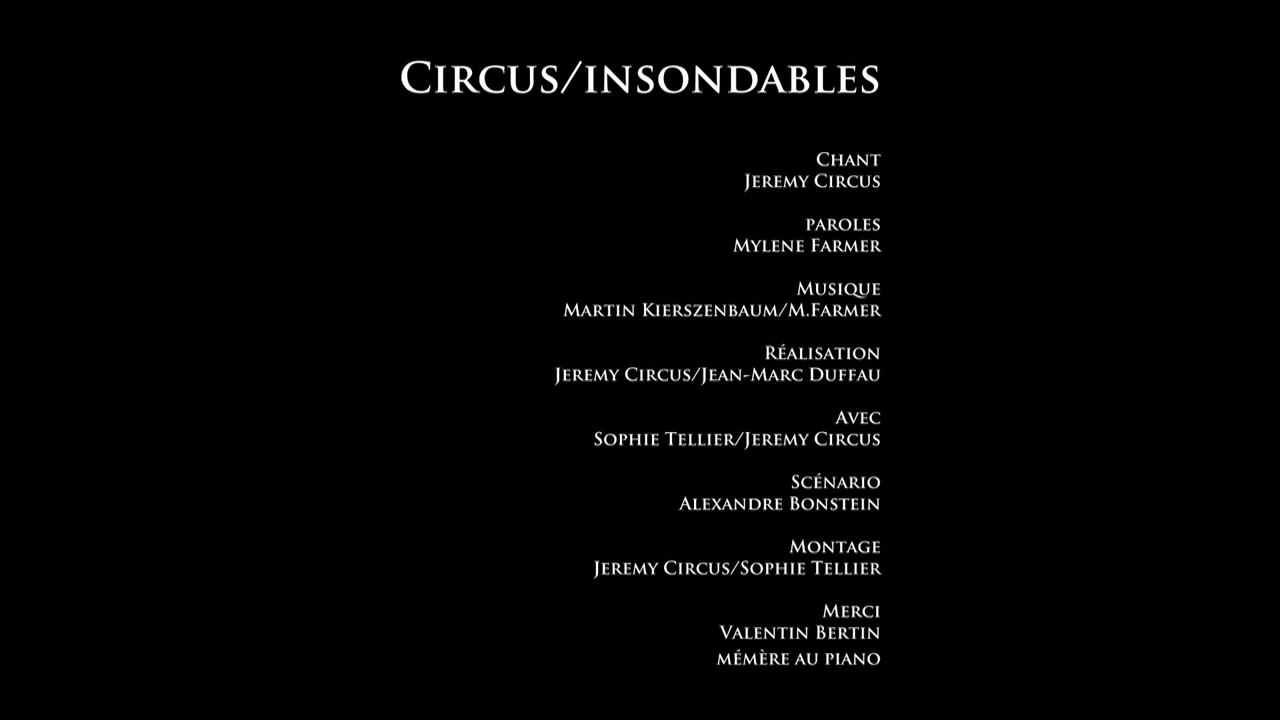 Circus/insondables
Chant
Jeremy Circus
paroles
Mylene Farmer
Musique
Martin Kierszenbaum/M.Farmer
Réalisation
Jeremy Circus/Jean-Marc Duffau
Avec
Sophie Tellier/Jeremy Circus
Scénario
Alexandre Bonstein
Montage
Jeremy Circus/Sophie Tellier
Merci
Valentin Bertin
mémère au piano